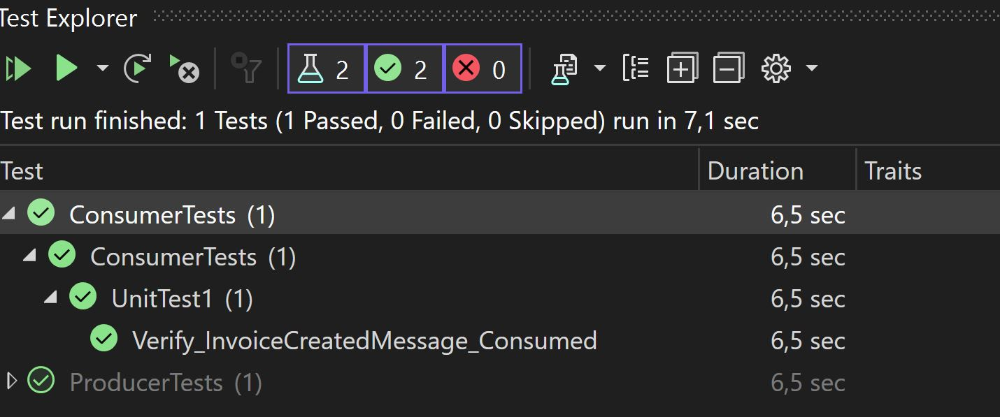 Test Explorer
2 2 0
Test run finished: 1 Tests (1 Passed, 0 Failed, 0 Skipped) run in 7,1 sec
Test Duration Traits
ConsumerTests (1) 6,5 sec
ConsumerTests (1) 6,5 sec
UnitTest1 (1) 6,5 sec
Verify_InvoiceCreatedMessage_Consumed 6,5 sec
ProducerTests (1) 6,5 sec